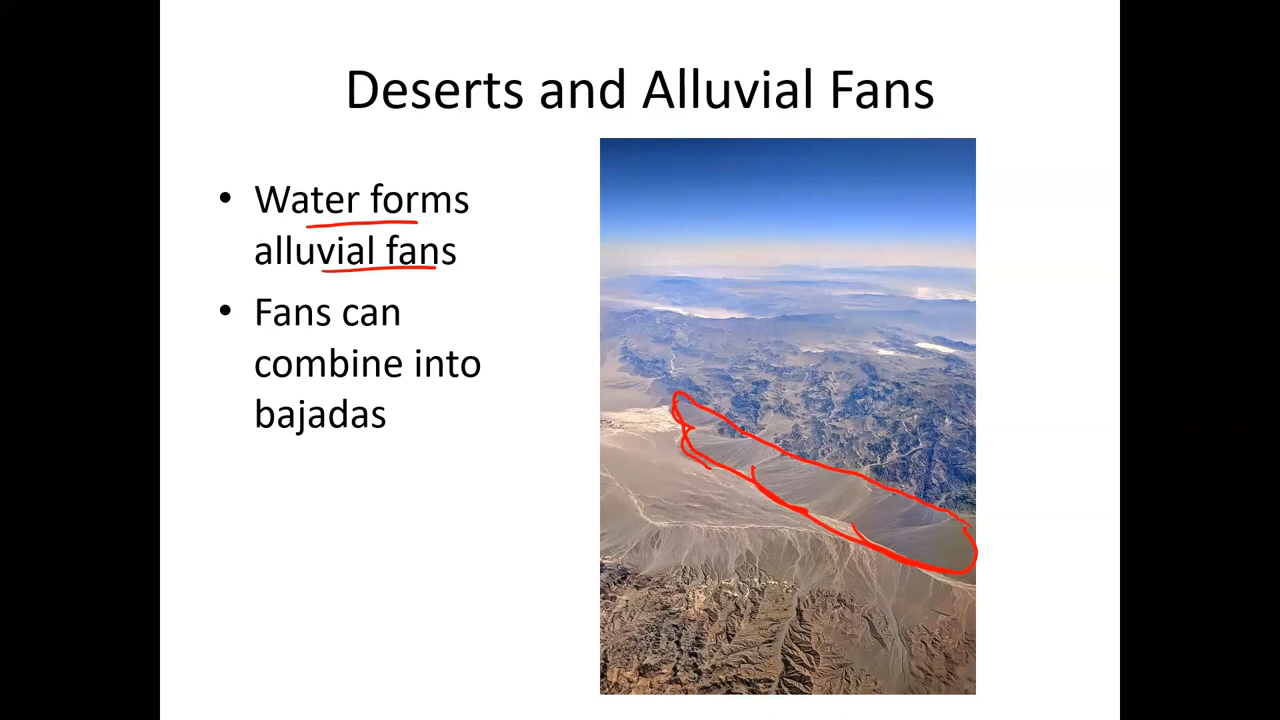 Deserts and Alluvial Fans
• Water forms
alluvial fans
• Fans can
combine into
bajadas